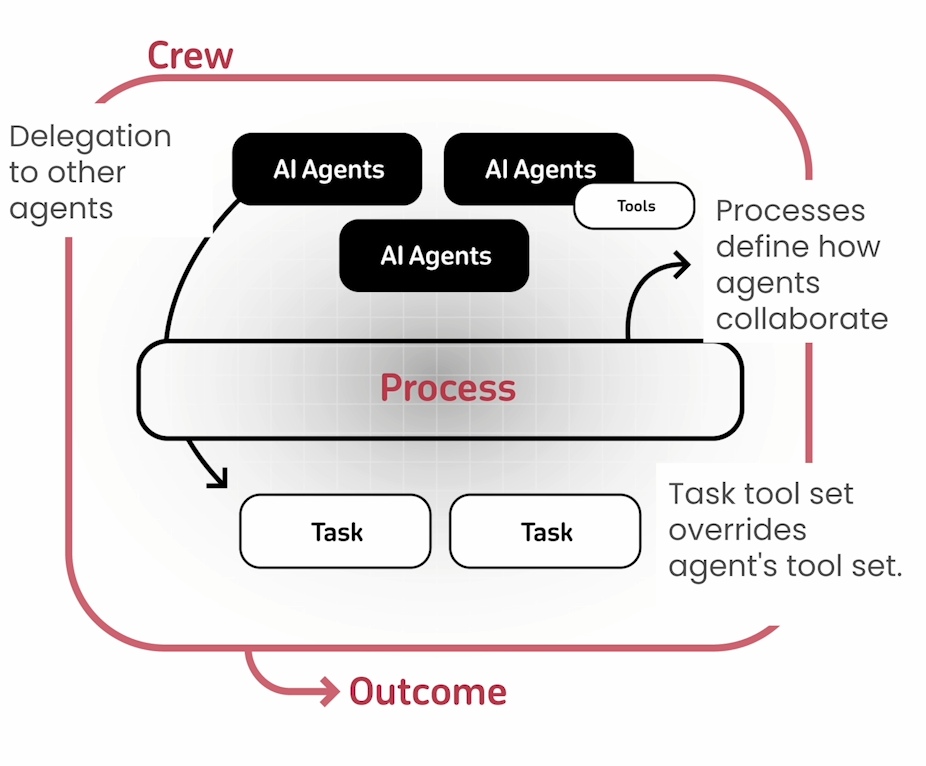 Crew
Delegation
to other
agents
AI Agents
AI Agents
Tools
AI Agents
Processes
define how
agents
collaborate
Process
Task tool set
overrides
agent's tool set.
Task
Task
Outcome